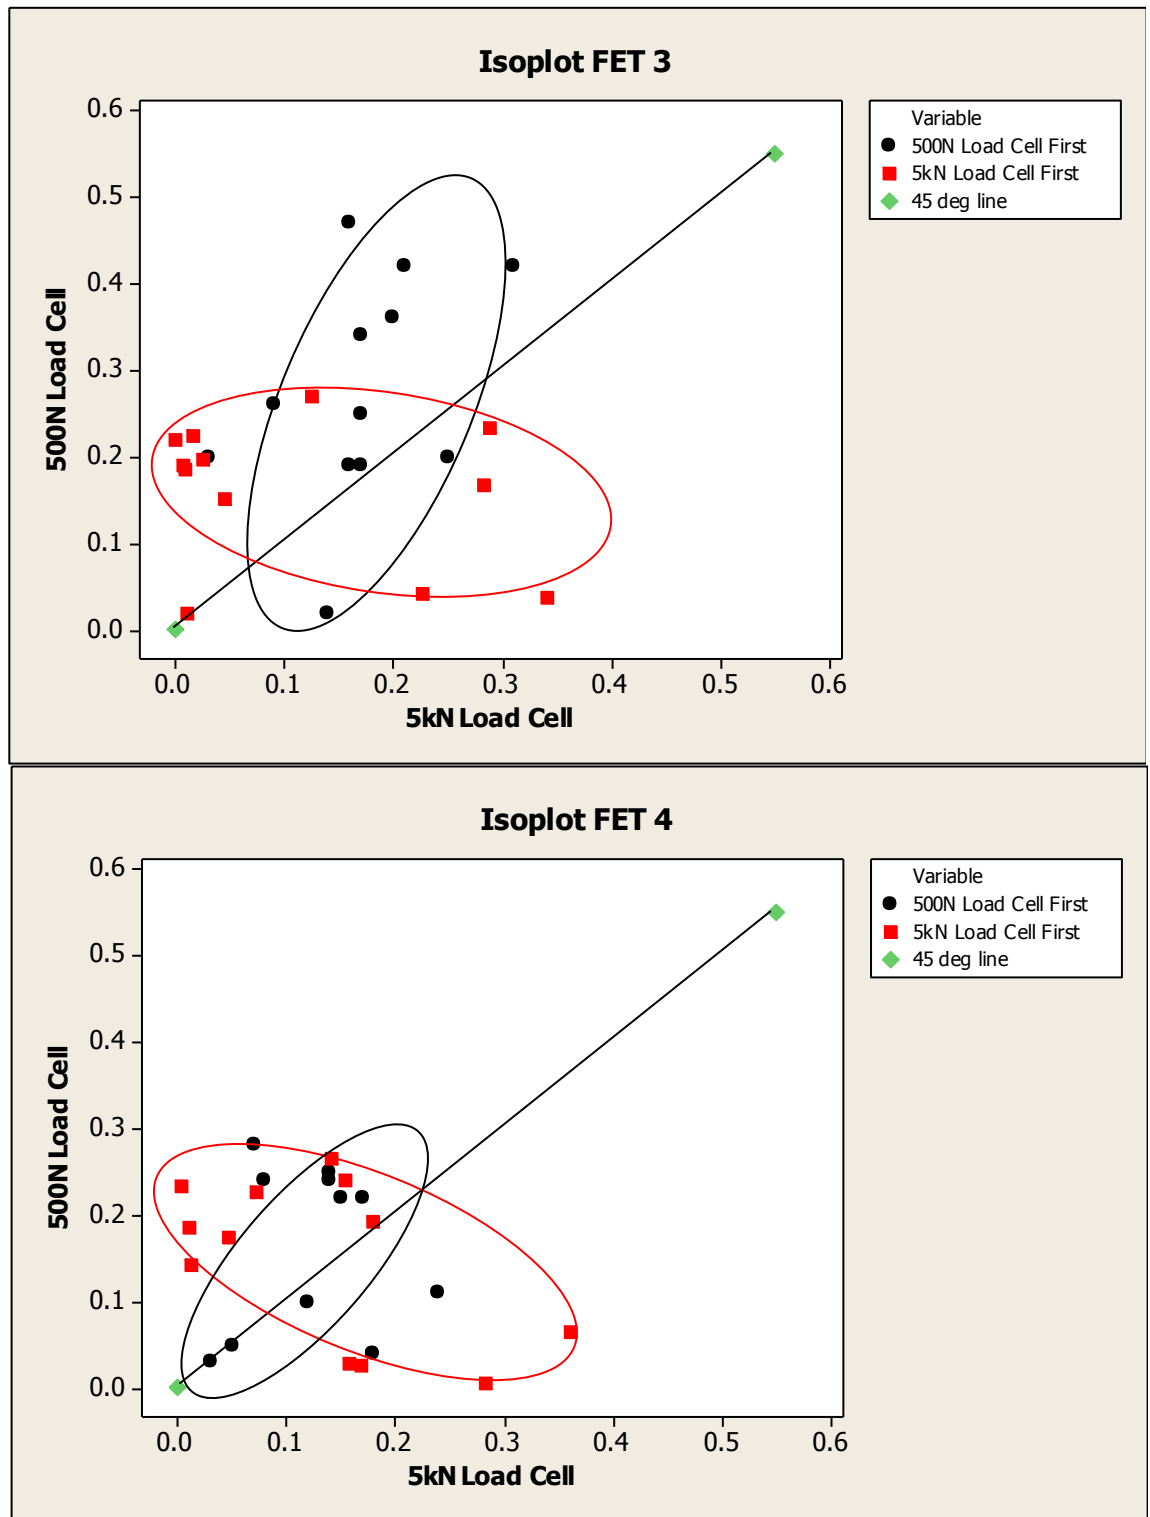 Isoplot FET 3
0.6
0.5
0.4
0.3
0.2
0.1
0.0
500N Load Cell
0.0 0.1 0.2 0.3 0.4 0.5 0.6
5kN Load Cell
Variable
500N Load Cell First
5kN Load Cell First
45 deg line
Isoplot FET 4
0.6
0.5
0.4
0.3
0.2
0.1
0.0
500N Load Cell
0.0 0.1 0.2 0.3 0.4 0.5 0.6
5kN Load Cell
Variable
500N Load Cell First
5kN Load Cell First
45 deg line